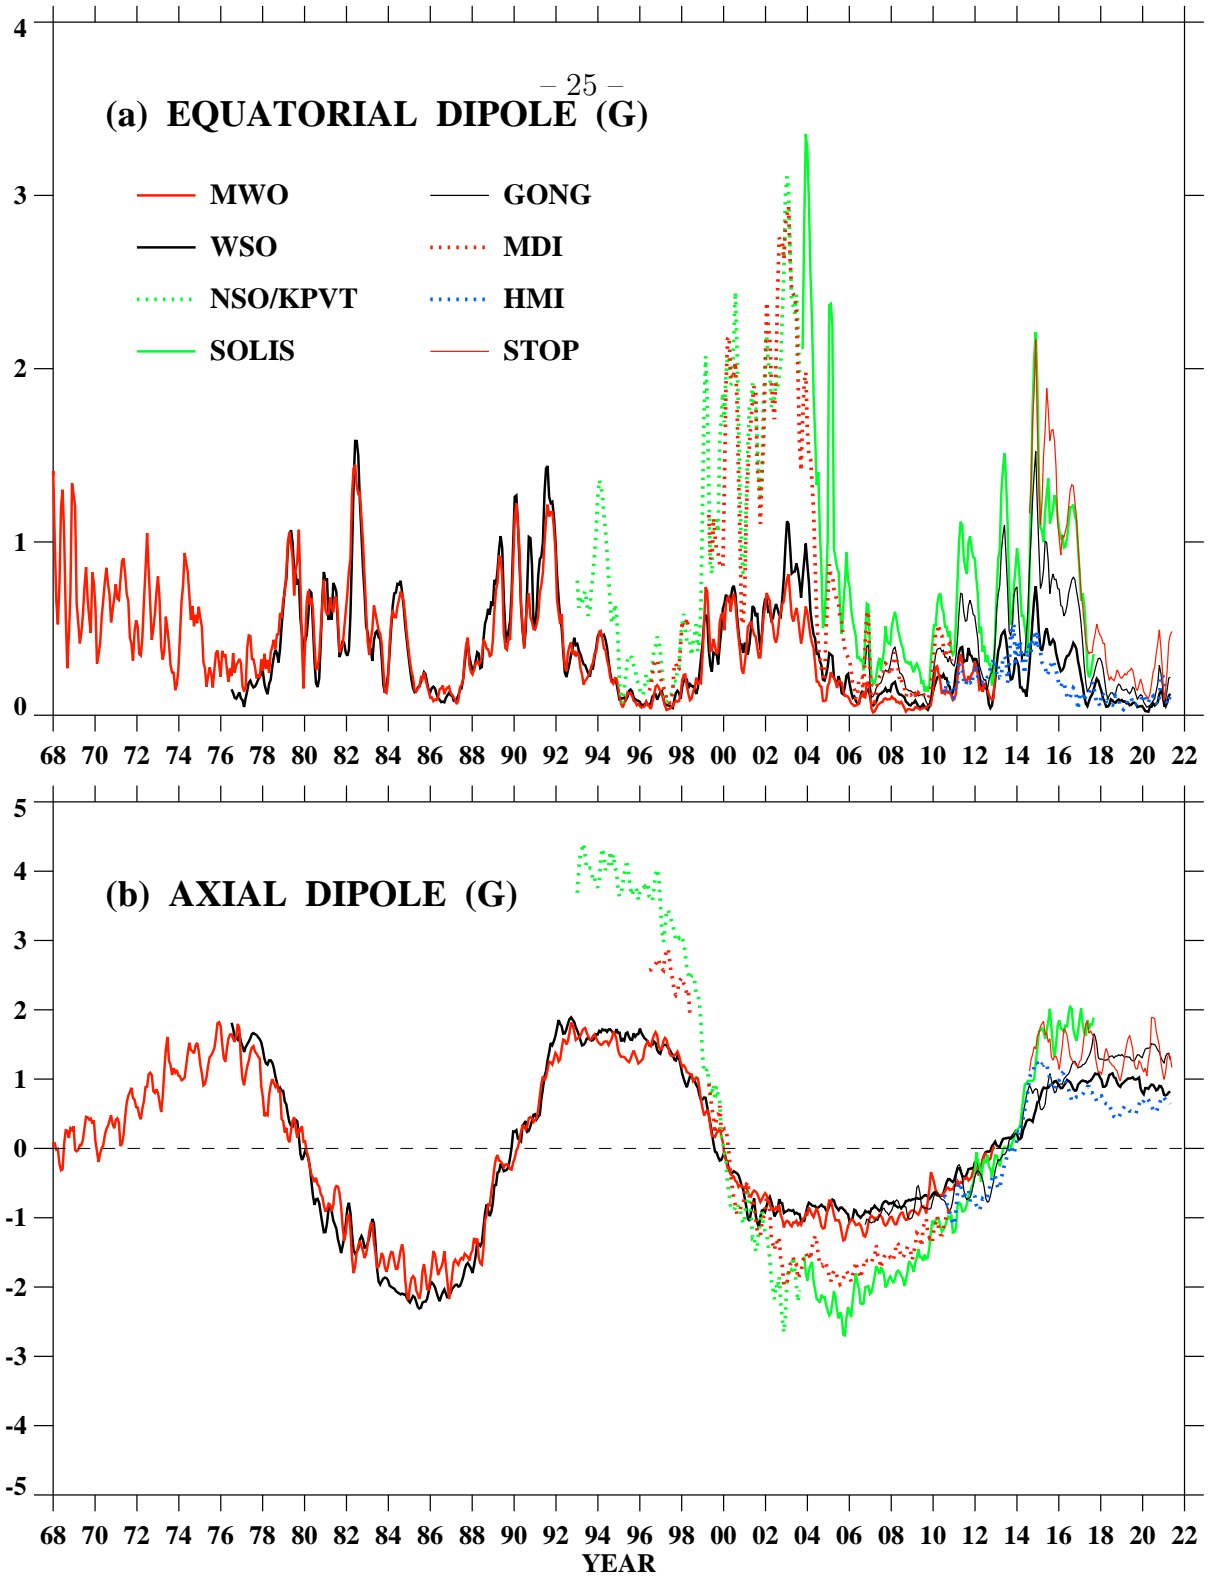 – 25 –
(a) EQUATORIAL DIPOLE (G)
MWO GONG
WSO MDI
NSO/KPVT HMI
SOLIS STOP
4
3
2
1
0
68 70 72 74 76 78 80 82 84 86 88 90 92 94 96 98 00 02 04 06 08 10 12 14 16 18 20 22
(b) AXIAL DIPOLE (G)
5
4
3
2
1
0
-1
-2
-3
-4
-5
68 70 72 74 76 78 80 82 84 86 88 90 92 94 96 98 00 02 04 06 08 10 12 14 16 18 20 22
YEAR